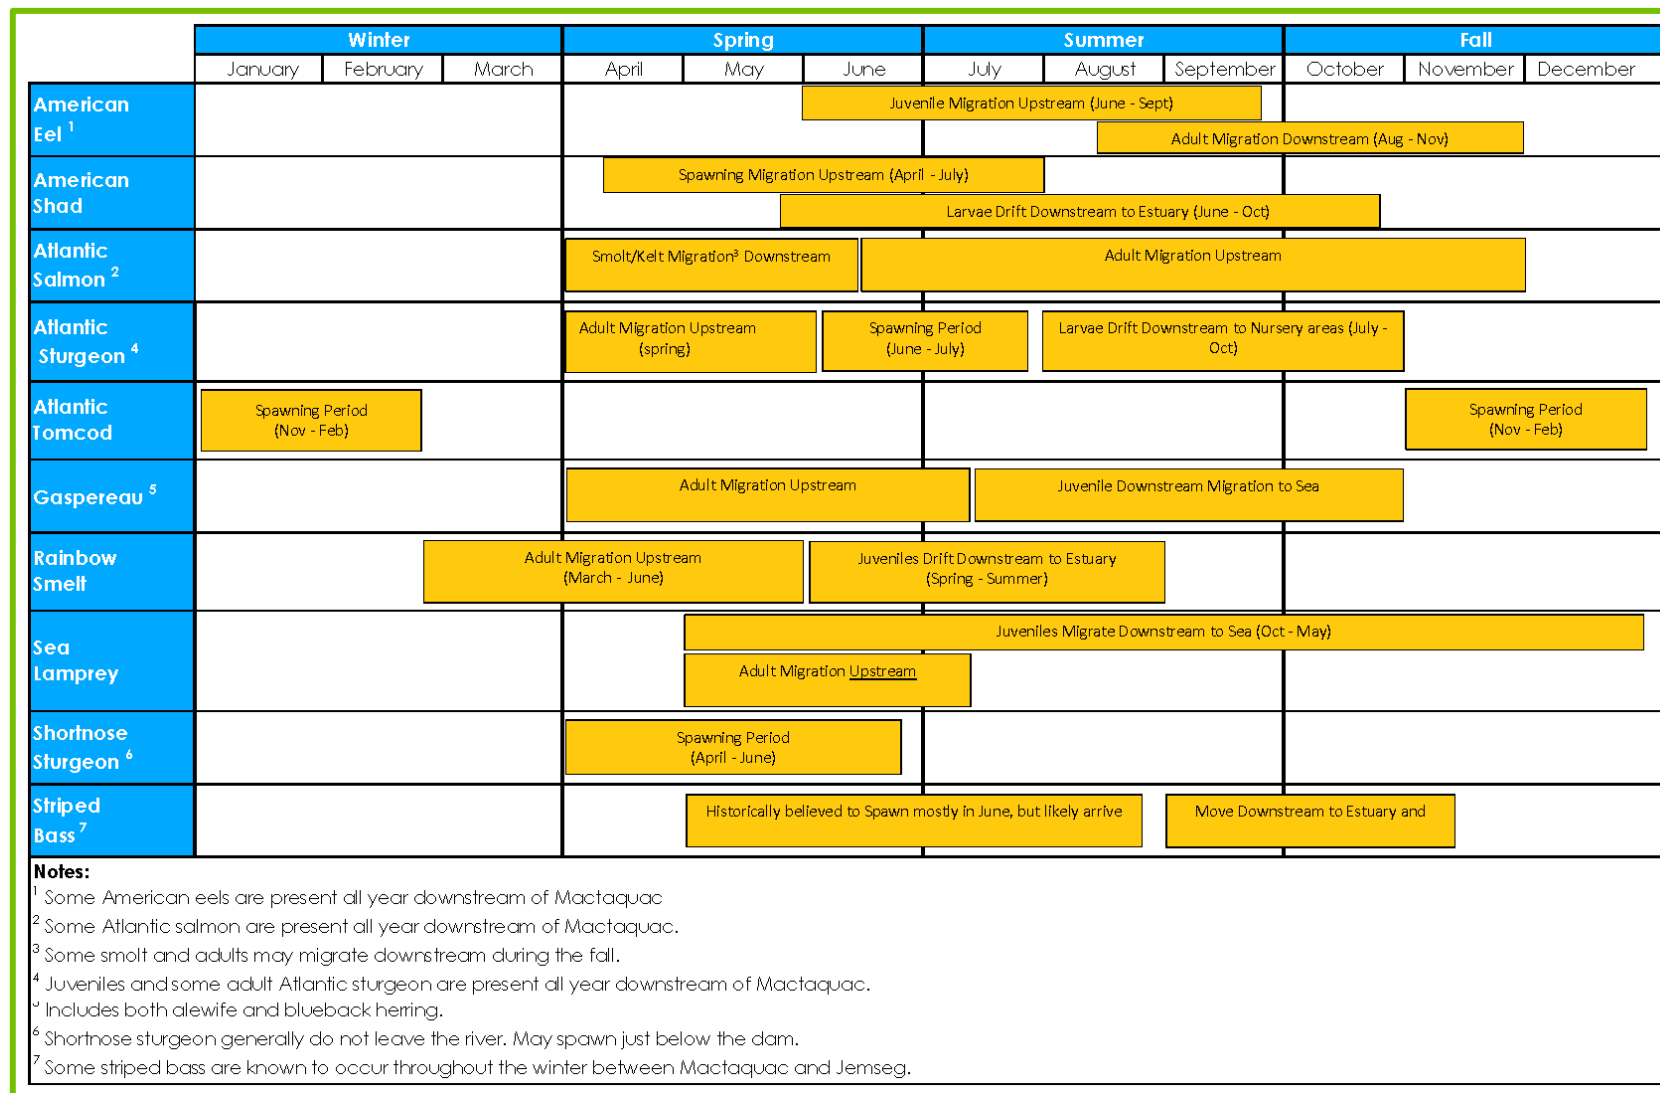 Winter Spring Summer Fall
January February March April May June July August September October November December
American
Eel 1
Juvenile Migration Upstream (June - Sept)
Adult Migration Downstream (Aug - Nov)
American
Shad
Spawning Migration Upstream (April - July)
Larvae Drift Downstream to Estuary (June - Oct)
Atlantic
Salmon 2
Smolt/Kelt Migration³ Downstream
Adult Migration Upstream
Atlantic
Sturgeon 4
Adult Migration Upstream
(spring)
Spawning Period
(June - July)
Larvae Drift Downstream to Nursery areas (July -
Oct)
Atlantic
Tomcod
Spawning Period
(Nov - Feb)
Spawning Period
(Nov - Feb)
Gaspereau 5
Adult Migration Upstream
Juvenile Downstream Migration to Sea
Rainbow
Smelt
Adult Migration Upstream
(March - June)
Juveniles Drift Downstream to Estuary
(Spring - Summer)
Sea
Lamprey
Juveniles Migrate Downstream to Sea (Oct - May)
Adult Migration Upstream
Shortnose
Sturgeon 6
Spawning Period
(April - June)
Striped
Bass 7
Historically believed to Spawn mostly in June, but likely arrive
Move Downstream to Estuary and
Notes:
1 Some American eels are present all year downstream of Mactaquac
2 Some Atlantic salmon are present all year downstream of Mactaquac.
3 Some smolt and adults may migrate downstream during the fall.
4 Juveniles and some adult Atlantic sturgeon are present all year downstream of Mactaquac.
Includes both alewife and blueback herring.
6 Shortnose sturgeon generally do not leave the river. May spawn just below the dam.
7 Some striped bass are known to occur throughout the winter between Mactaquac and Jemseg.